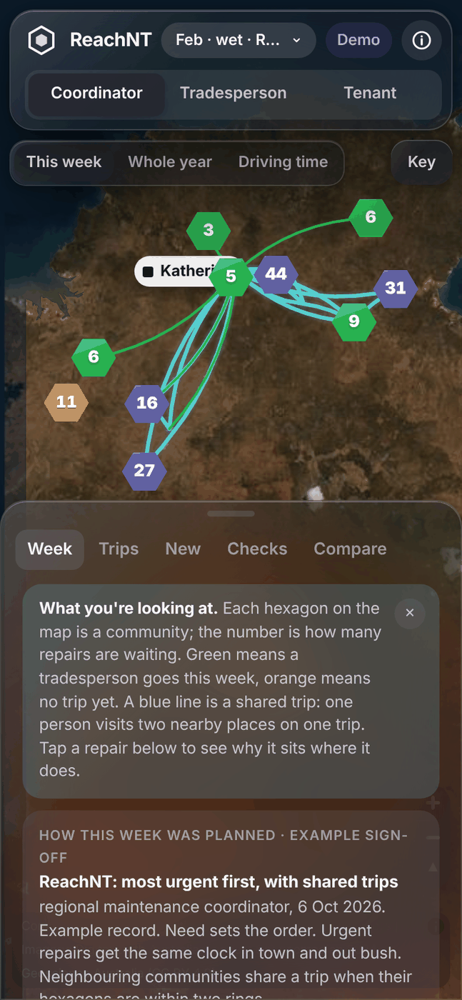 ReachNT
Feb · wet · R...
Demo
Coordinator
Tradesperson
Tenant
This week
Whole year
Driving time
Key
3
6
Katheri
5
44
31
9
6
11
16
27
Week
Trips
New
Checks
Compare
What you're looking at. Each hexagon on the
map is a community; the number is how many
repairs are waiting. Green means a
tradesperson goes this week, orange means
no trip yet. A blue line is a shared trip: one
person visits two nearby places on one trip.
Tap a repair below to see why it sits where it
does.
HOW THIS WEEK WAS PLANNED · EXAMPLE SIGN-
OFF
ReachNT: most urgent first, with shared trips
regional maintenance coordinator, 6 Oct 2026.
Example record. Need sets the order. Urgent
repairs get the same clock in town and out bush.
Neighbouring communities share a trip when their
hexagons are within two rings